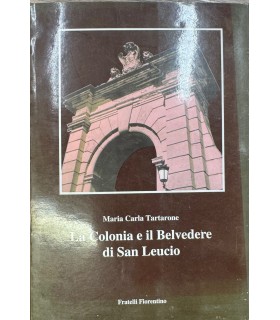 Maria Carla Tartarone
La Colonia e il Belvedere
di San Leucio
Fratelli Fiorentino